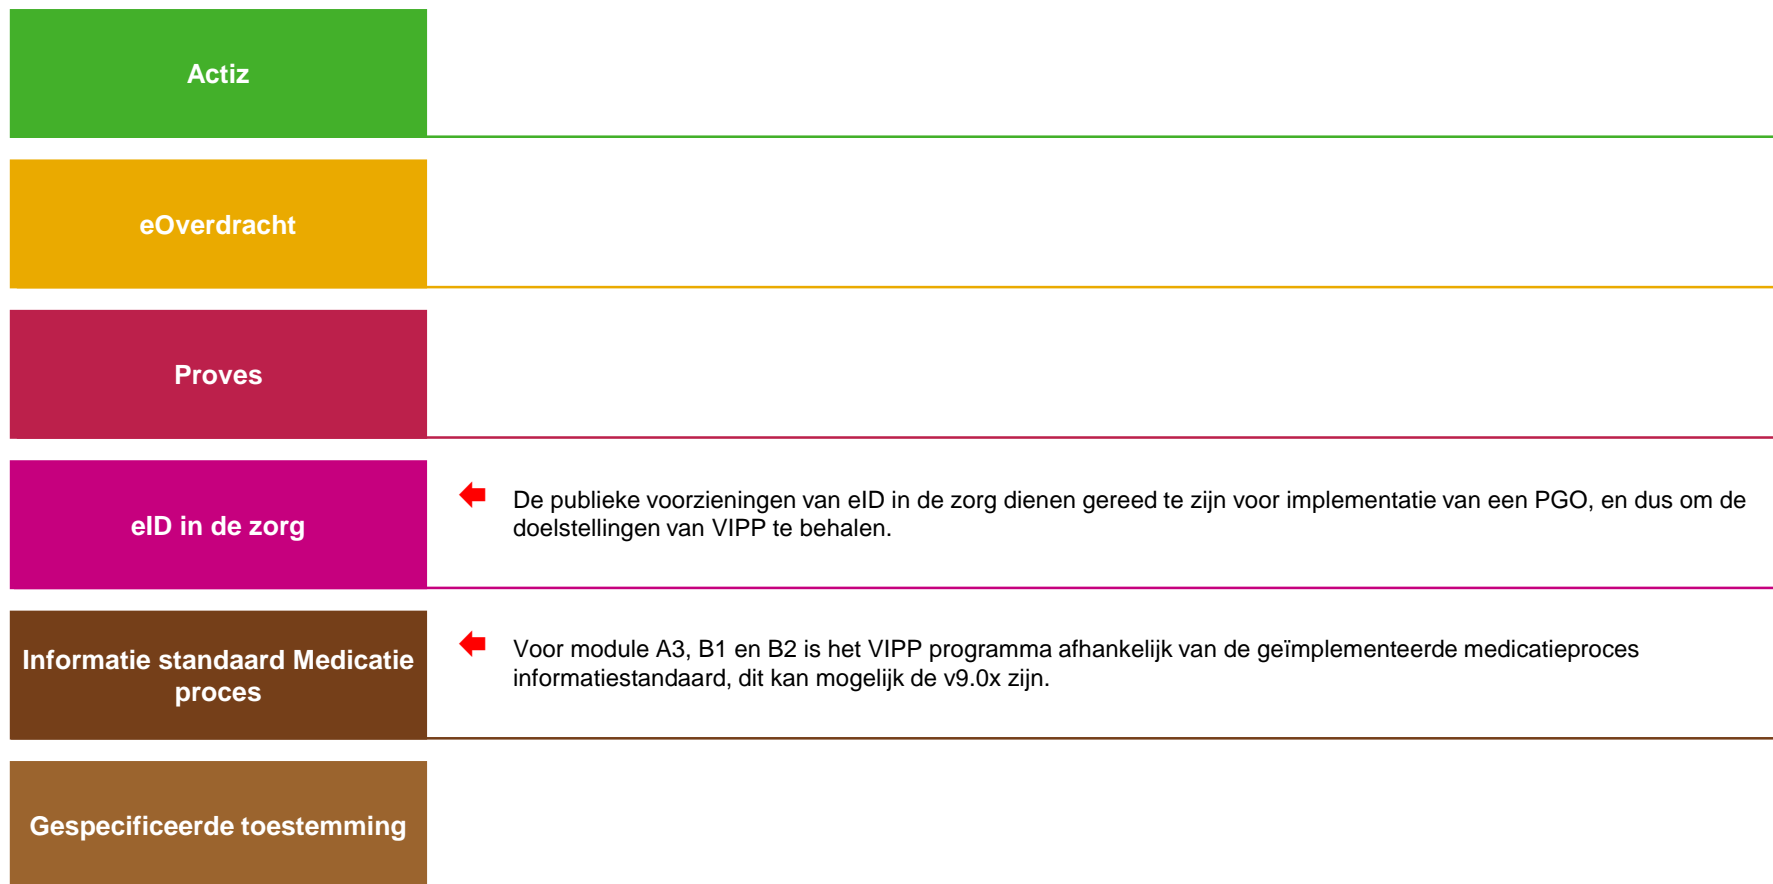 Actiz
eOverdracht
Proves
eID in de zorg
De publieke voorzieningen van eID in de zorg dienen gereed te zijn voor implementatie van een PGO, en dus om de
doelstellingen van VIPP te behalen.
Informatie standaard Medicatie
proces
Voor module A3, B1 en B2 is het VIPP programma afhankelijk van de geïmplementeerde medicatieproces
informatiestandaard, dit kan mogelijk de v9.0x zijn.
Gespecificeerde toestemming